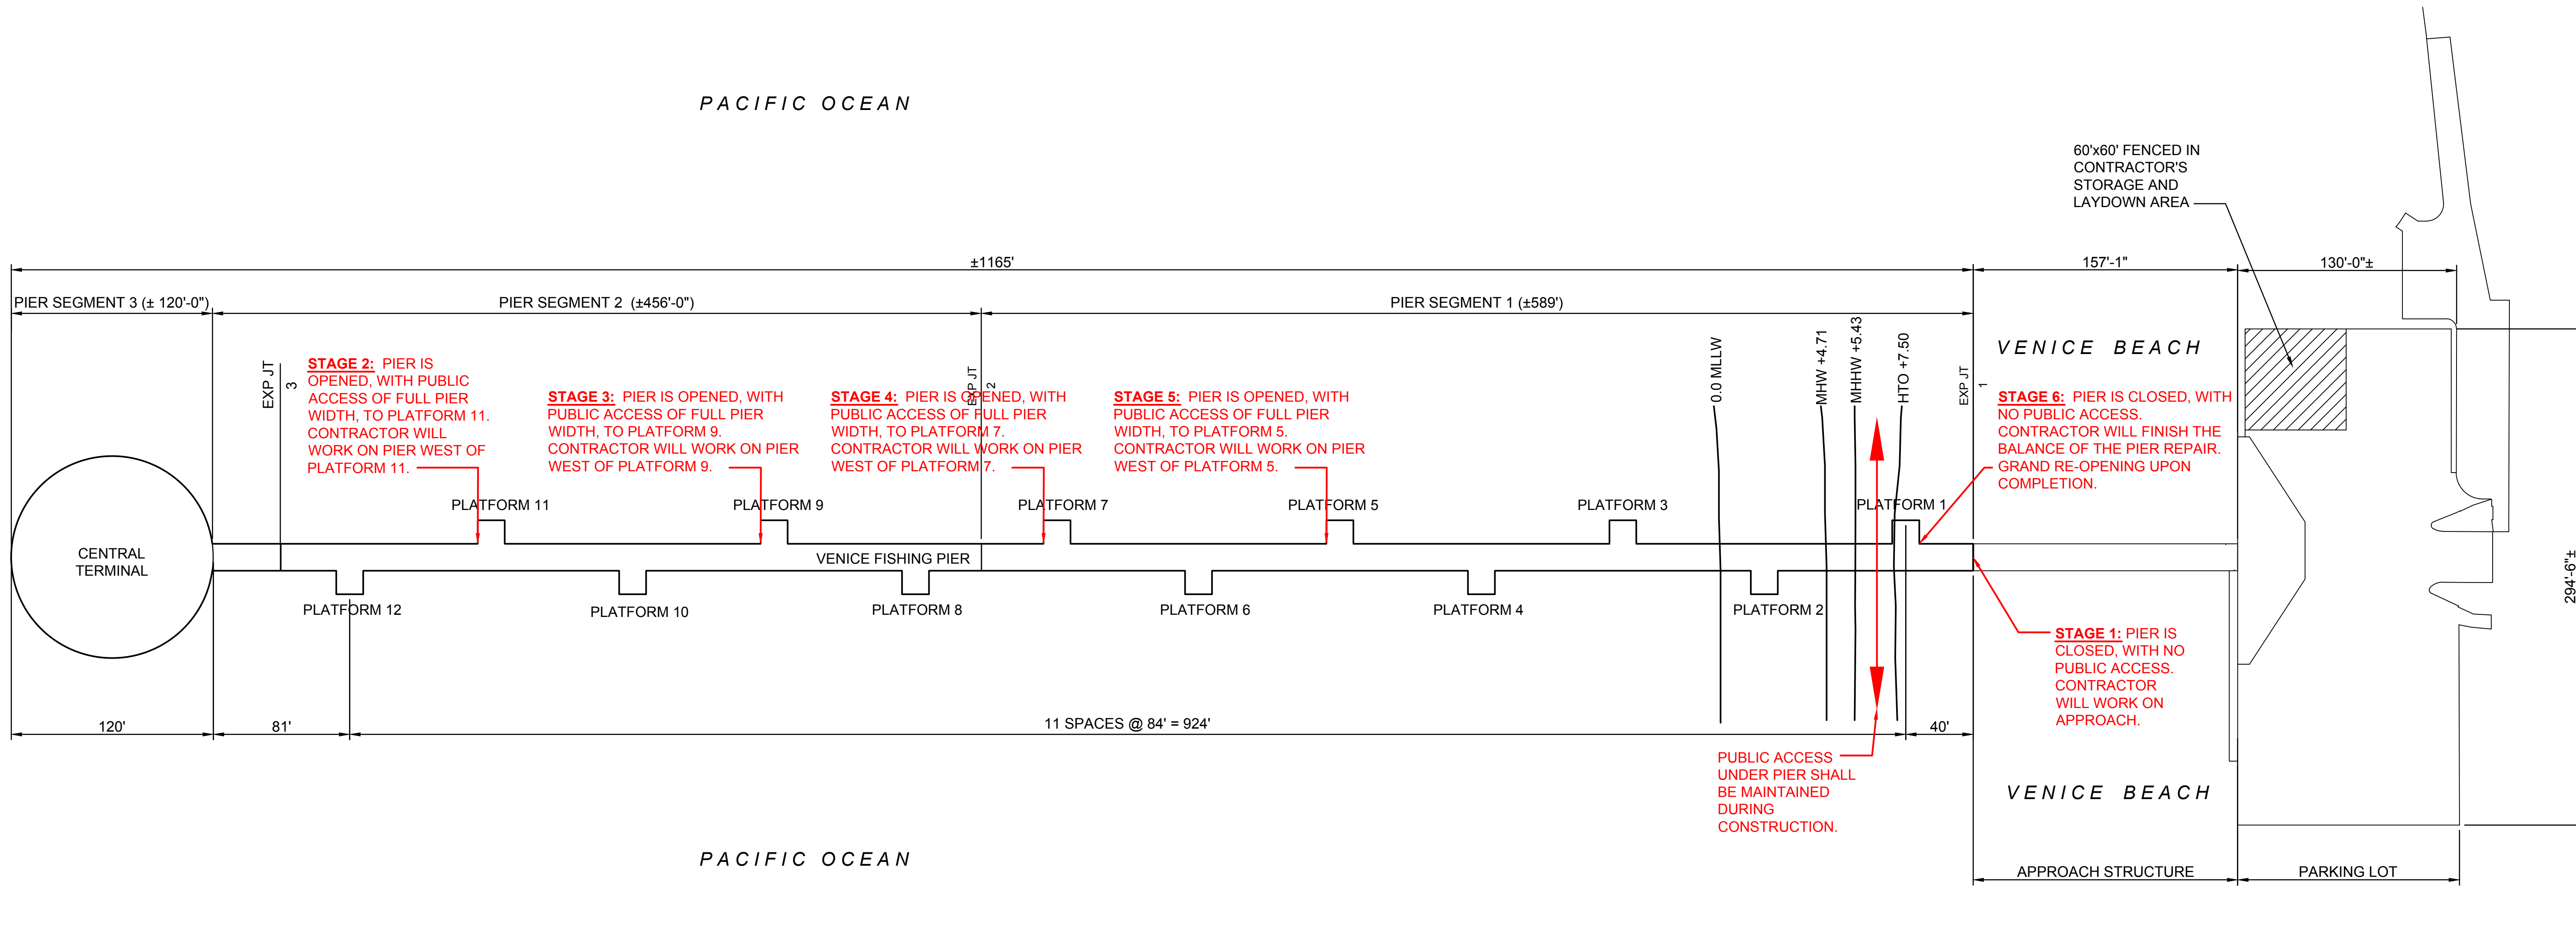 PACIFIC OCEAN
60'x60' FENCED IN
CONTRACTOR'S
STORAGE AND
LAYDOWN AREA
±1165'
157'-1"
130'-0"±
PIER SEGMENT 3 (± 120'-0")
PIER SEGMENT 2 (±456'-0")
PIER SEGMENT 1 (±589')
EXP JT
3
STAGE 2: PIER IS
OPENED, WITH PUBLIC
ACCESS OF FULL PIER
WIDTH, TO PLATFORM 11.
CONTRACTOR WILL
WORK ON PIER WEST OF
PLATFORM 11.
STAGE 3: PIER IS OPENED, WITH
PUBLIC ACCESS OF FULL PIER
WIDTH, TO PLATFORM 9.
CONTRACTOR WILL WORK ON PIER
WEST OF PLATFORM 9.
STAGE 4: PIER IS OPENED, WITH
PUBLIC ACCESS OF FULL PIER
WIDTH, TO PLATFORM 7.
CONTRACTOR WILL WORK ON PIER
WEST OF PLATFORM 7.
EXP JT
2
STAGE 5: PIER IS OPENED, WITH
PUBLIC ACCESS OF FULL PIER
WIDTH, TO PLATFORM 5.
CONTRACTOR WILL WORK ON PIER
WEST OF PLATFORM 5.
0.0 MLLW
MHW +4.71
MHHW +5.43
HTO +7.50
EXP JT
1
VENICE BEACH
STAGE 6: PIER IS CLOSED, WITH
NO PUBLIC ACCESS.
CONTRACTOR WILL FINISH THE
BALANCE OF THE PIER REPAIR.
GRAND RE-OPENING UPON
COMPLETION.
PLATFORM 11
PLATFORM 9
PLATFORM 7
PLATFORM 5
PLATFORM 3
PLATFORM 1
CENTRAL
TERMINAL
VENICE FISHING PIER
294'-6"±
PLATFORM 12
PLATFORM 10
PLATFORM 8
PLATFORM 6
PLATFORM 4
PLATFORM 2
STAGE 1: PIER IS
CLOSED, WITH NO
PUBLIC ACCESS.
CONTRACTOR
WILL WORK ON
APPROACH.
120'
81'
11 SPACES @ 84' = 924'
40'
PUBLIC ACCESS
UNDER PIER SHALL
BE MAINTAINED
DURING
CONSTRUCTION.
VENICE BEACH
PACIFIC OCEAN
APPROACH STRUCTURE
PARKING LOT